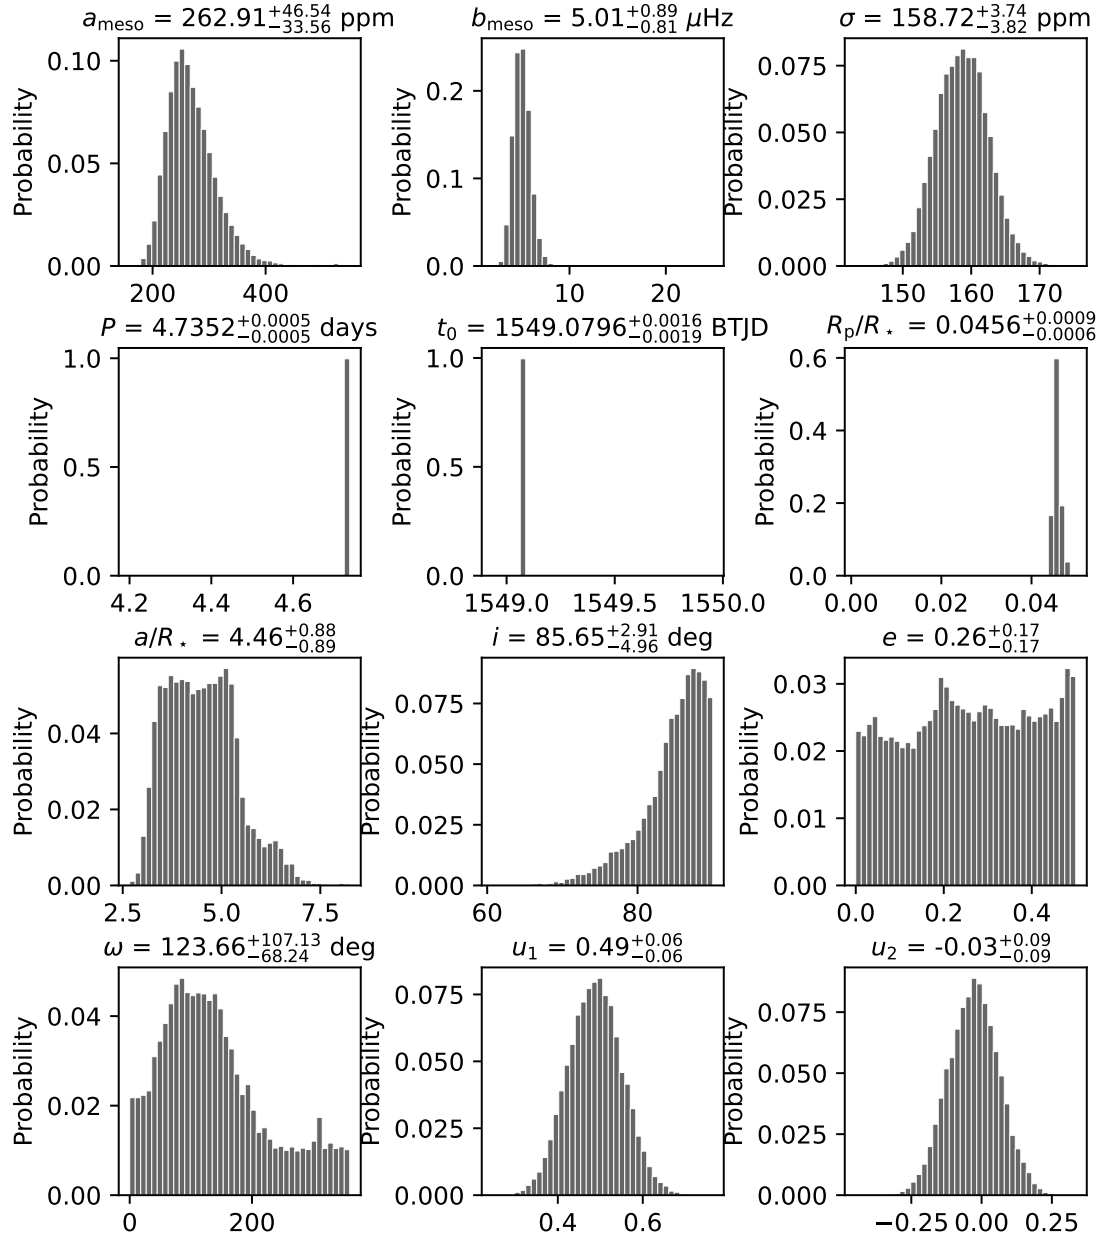 a_meso = 262.91 +46.54 −33.56 ppm
b_meso = 5.01 +0.89 −0.81 μHz
σ = 158.72 +3.74 −3.82 ppm
Probability
0.10
0.05
0.00
200 400
Probability
0.2
0.1
0.0
10 20
Probability
0.075
0.050
0.025
0.000
150 160 170
P = 4.7352 +0.0005 −0.0005 days
t_0 = 1549.0796 +0.0016 −0.0019 BTJD
R_p/R⋆ = 0.0456 +0.0009 −0.0006
Probability
1.0
0.5
0.0
4.2 4.4 4.6
Probability
1.0
0.5
0.0
1549.0 1549.5 1550.0
Probability
0.6
0.4
0.2
0.0
0.00 0.02 0.04
a/R⋆ = 4.46 +0.88 −0.89
i = 85.65 +2.91 −4.96 deg
e = 0.26 +0.17 −0.17
Probability
0.04
0.02
0.00
2.5 5.0 7.5
Probability
0.075
0.050
0.025
0.000
60 80
Probability
0.03
0.02
0.01
0.00
0.0 0.2 0.4
ω = 123.66 +107.13 −68.24 deg
u_1 = 0.49 +0.06 −0.06
u_2 = -0.03 +0.09 −0.09
Probability
0.04
0.02
0.00
0 200
Probability
0.075
0.050
0.025
0.000
0.4 0.6
Probability
0.075
0.050
0.025
0.000
−0.25 0.00 0.25